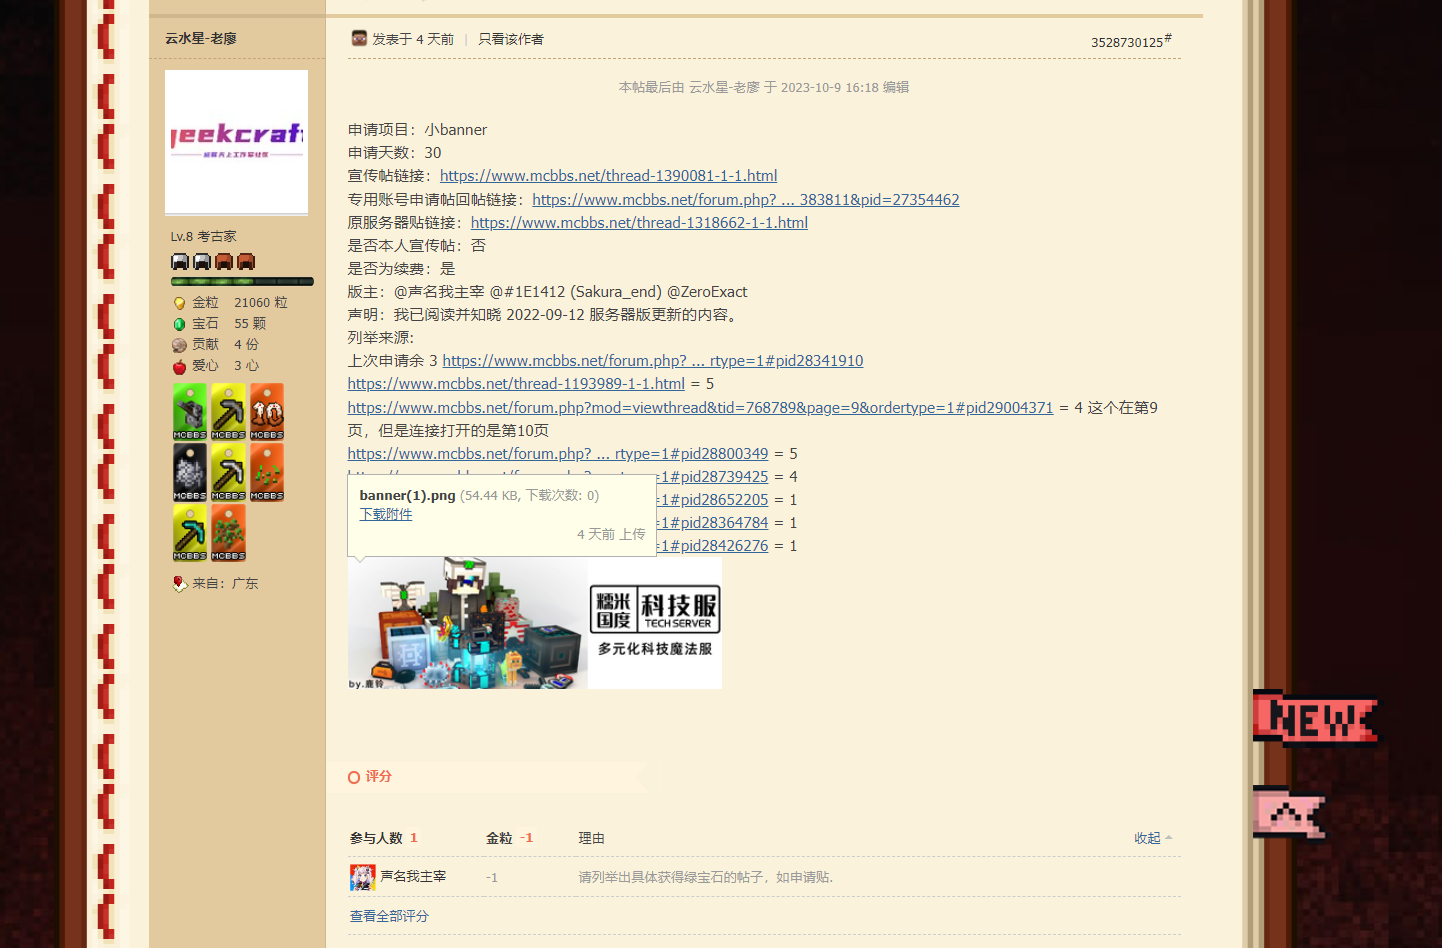 云水星-老廖
发表于 4 天前 | 只看该作者
3528730125#
本帖最后由 云水星-老廖 于 2023-10-9 16:18 编辑
geekcraft
Lv.8 考古家
金粒 21060 粒
宝石 55 颗
贡献 4 份
爱心 3 心
MCBBS MCBBS MCBBS
MCBBS MCBBS MCBBS
MCBBS MCBBS
来自：广东
申请项目：小banner
申请天数：30
宣传帖链接：https://www.mcbbs.net/thread-1390081-1-1.html
专用账号申请帖回帖链接：https://www.mcbbs.net/forum.php? ... 383811&pid=27354462
原服务器贴链接：https://www.mcbbs.net/thread-1318662-1-1.html
是否本人宣传帖：否
是否为续费：是
版主：@声名我主宰 @#1E1412 (Sakura_end) @ZeroExact
声明：我已阅读并知晓 2022-09-12 服务器版更新的内容。
列举来源:
上次申请余 3 https://www.mcbbs.net/forum.php? ... rtype=1#pid28341910
https://www.mcbbs.net/thread-1193989-1-1.html = 5
https://www.mcbbs.net/forum.php?mod=viewthread&tid=768789&page=9&ordertype=1#pid29004371 = 4 这个在第9
页，但是连接打开的是第10页
https://www.mcbbs.net/forum.php? ... rtype=1#pid28800349 = 5
=1#pid28739425 = 4
=1#pid28652205 = 1
=1#pid28364784 = 1
=1#pid28426276 = 1
banner(1).png (54.44 KB, 下载次数: 0)
下载附件
4 天前 上传
糯米国度 科技服
TECH SERVER
多元化科技魔法服
by.鹿铃
NEW
评分
参与人数 1 金粒 -1 理由 收起
声名我主宰 -1 请列举出具体获得绿宝石的帖子，如申请贴.
查看全部评分